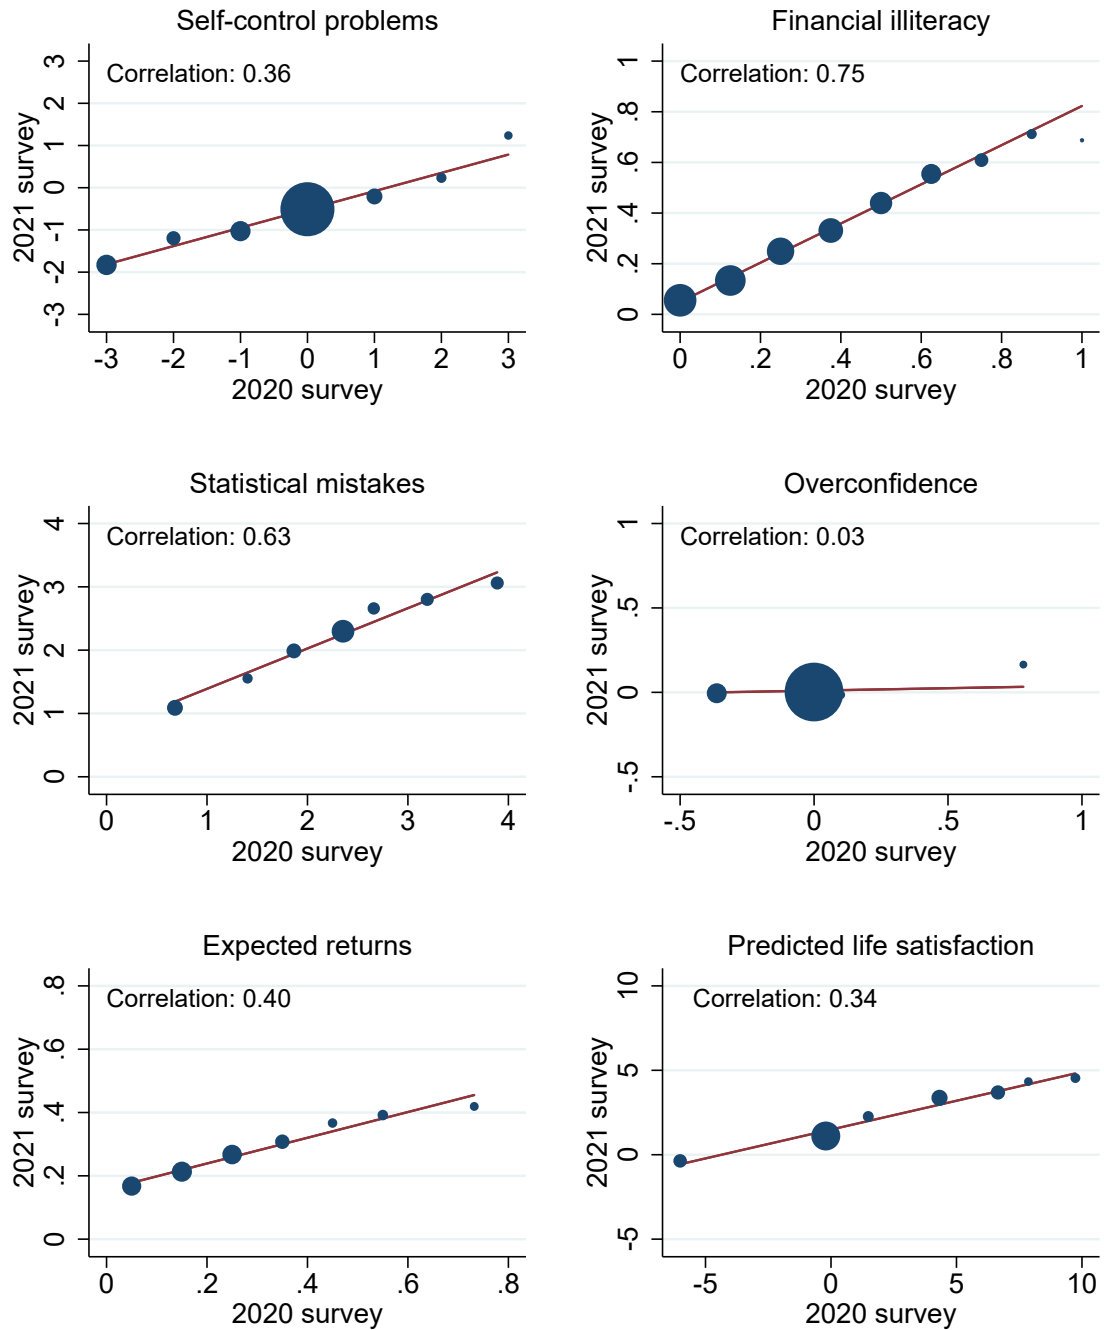 Self-control problems
Correlation: 0.36
2021 survey
3
2
1
0
-1
-2
-3
-3 -2 -1 0 1 2 3
2020 survey
Financial illiteracy
Correlation: 0.75
2021 survey
1
.8
.6
.4
.2
0
0 .2 .4 .6 .8 1
2020 survey
Statistical mistakes
Correlation: 0.63
2021 survey
4
3
2
1
0
0 1 2 3 4
2020 survey
Overconfidence
Correlation: 0.03
2021 survey
1
.5
0
-.5
-.5 0 .5 1
2020 survey
Expected returns
Correlation: 0.40
2021 survey
.8
.6
.4
.2
0
0 .2 .4 .6 .8
2020 survey
Predicted life satisfaction
Correlation: 0.34
2021 survey
10
5
0
-5
-5 0 5 10
2020 survey